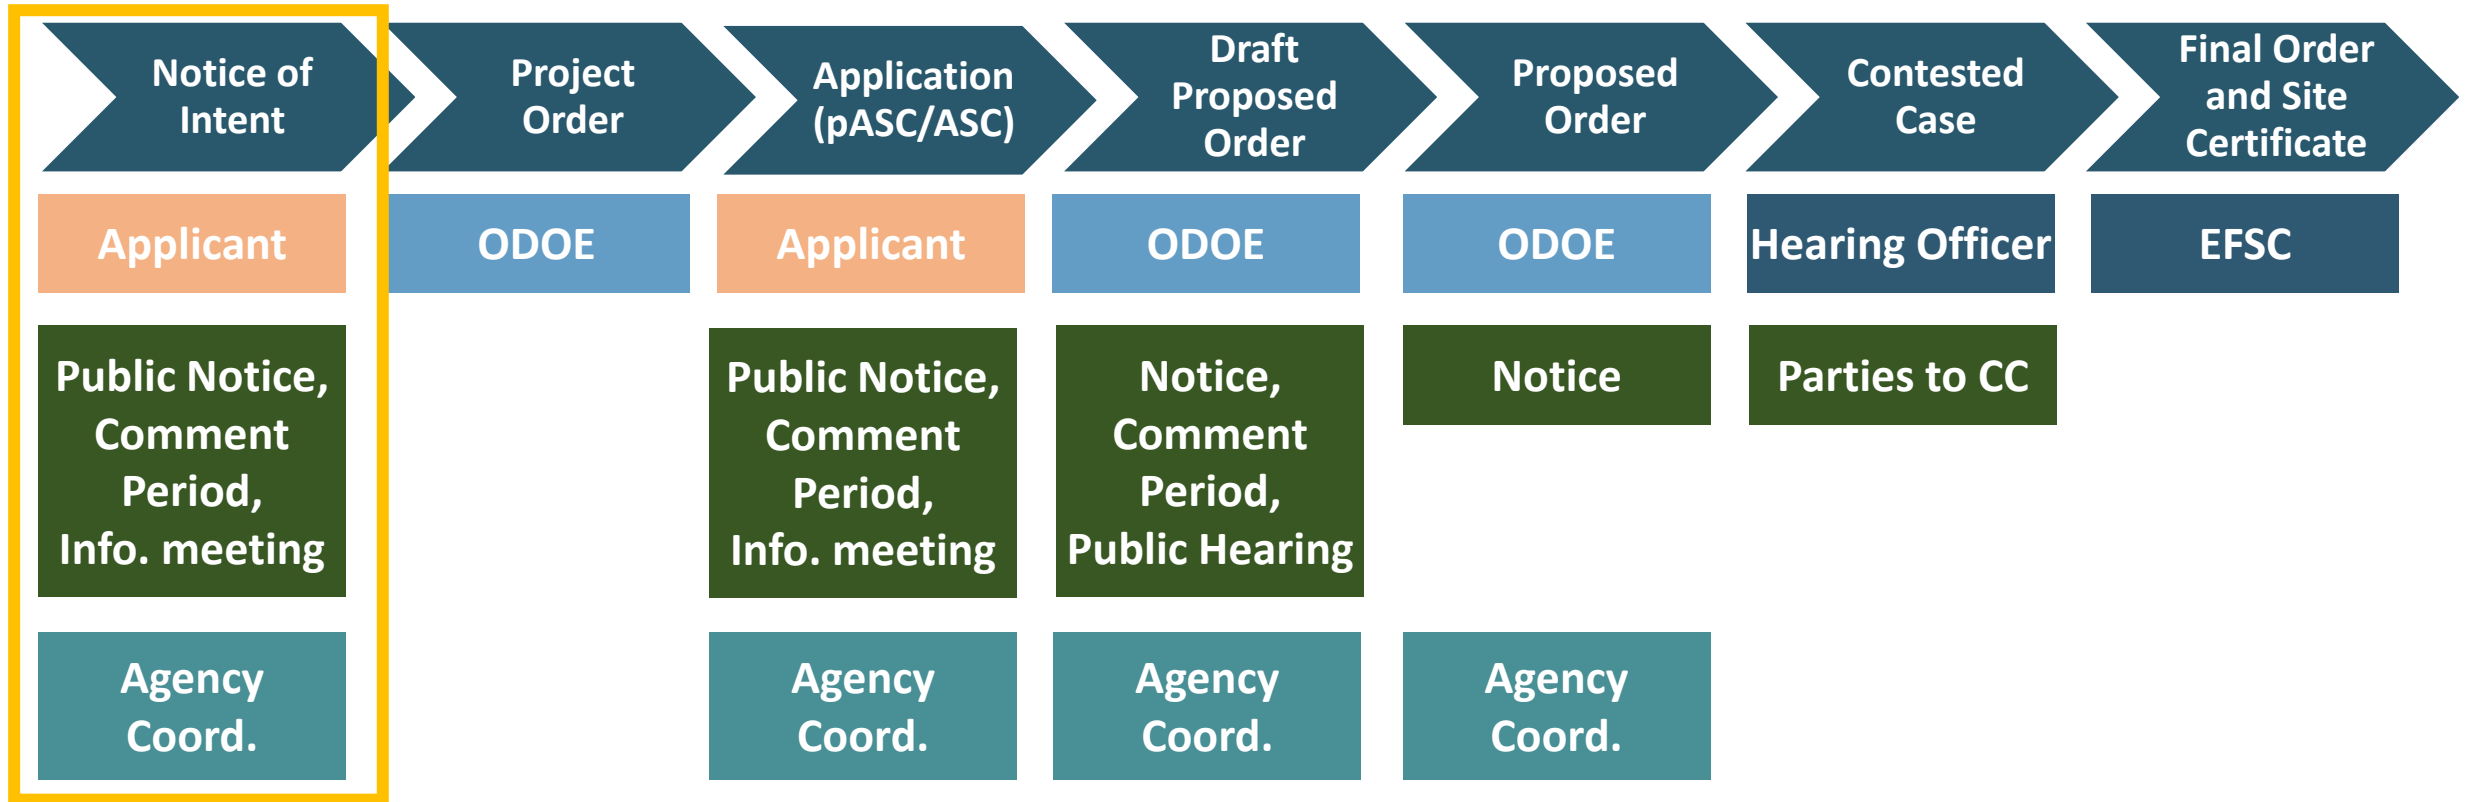 Notice of
Intent
Project
Order
Application
(pASC/ASC)
Draft
Proposed
Order
Proposed
Order
Contested
Case
Final Order
and Site
Certificate
Applicant
ODOE
Applicant
ODOE
ODOE
Hearing Officer
EFSC
Public Notice,
Comment
Period,
Info. meeting
Public Notice,
Comment
Period,
Info. meeting
Notice,
Comment
Period,
Public Hearing
Notice
Parties to CC
Agency
Coord.
Agency
Coord.
Agency
Coord.
Agency
Coord.